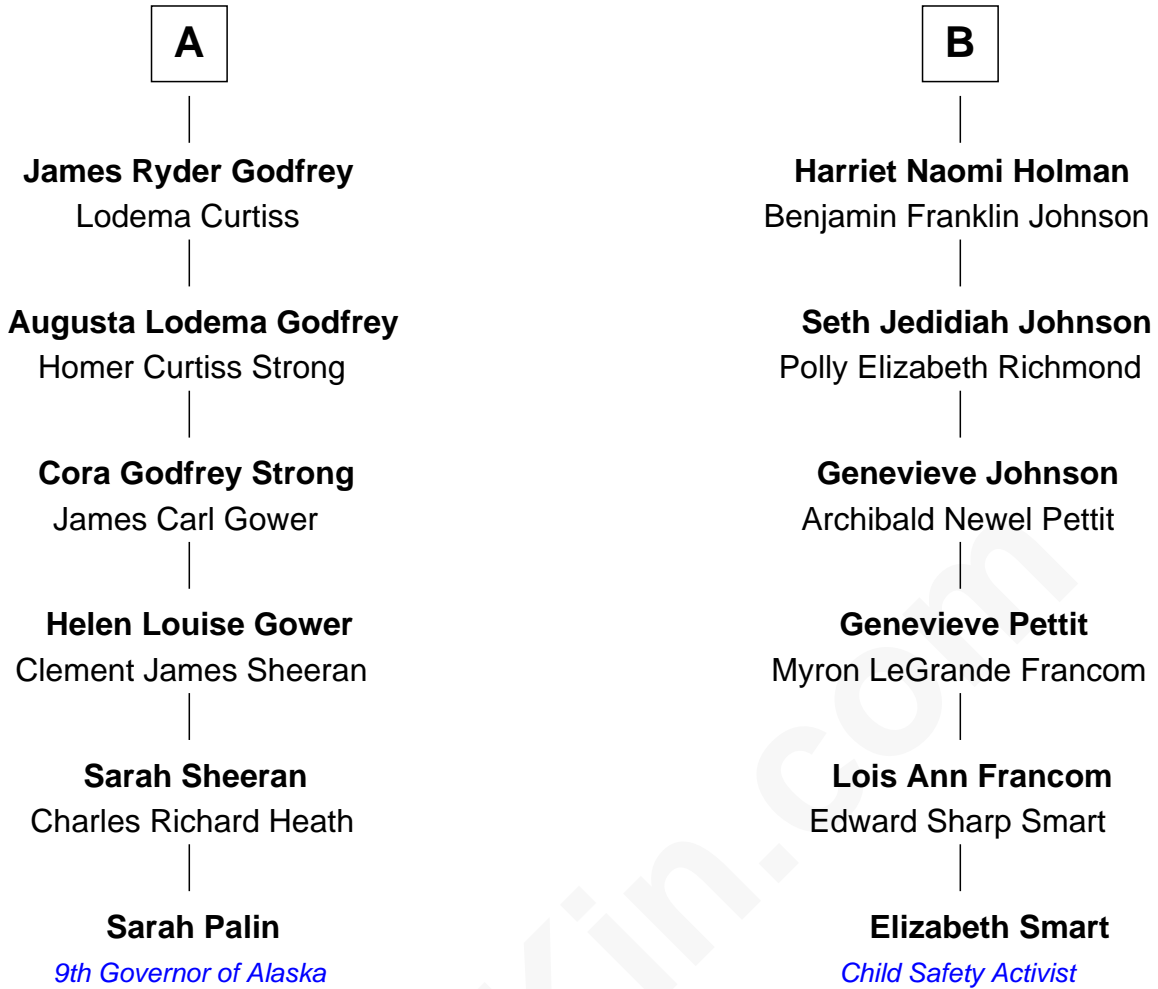 A
James Ryder Godfrey
Lodema Curtiss
Augusta Lodema Godfrey
Homer Curtiss Strong
Cora Godfrey Strong
James Carl Gower
Helen Louise Gower
Clement James Sheeran
Sarah Sheeran
Charles Richard Heath
Sarah Palin
9th Governor of Alaska
B
Harriet Naomi Holman
Benjamin Franklin Johnson
Seth Jedidiah Johnson
Polly Elizabeth Richmond
Genevieve Johnson
Archibald Newel Pettit
Genevieve Pettit
Myron LeGrande Francom
Lois Ann Francom
Edward Sharp Smart
Elizabeth Smart
Child Safety Activist
Kin.com